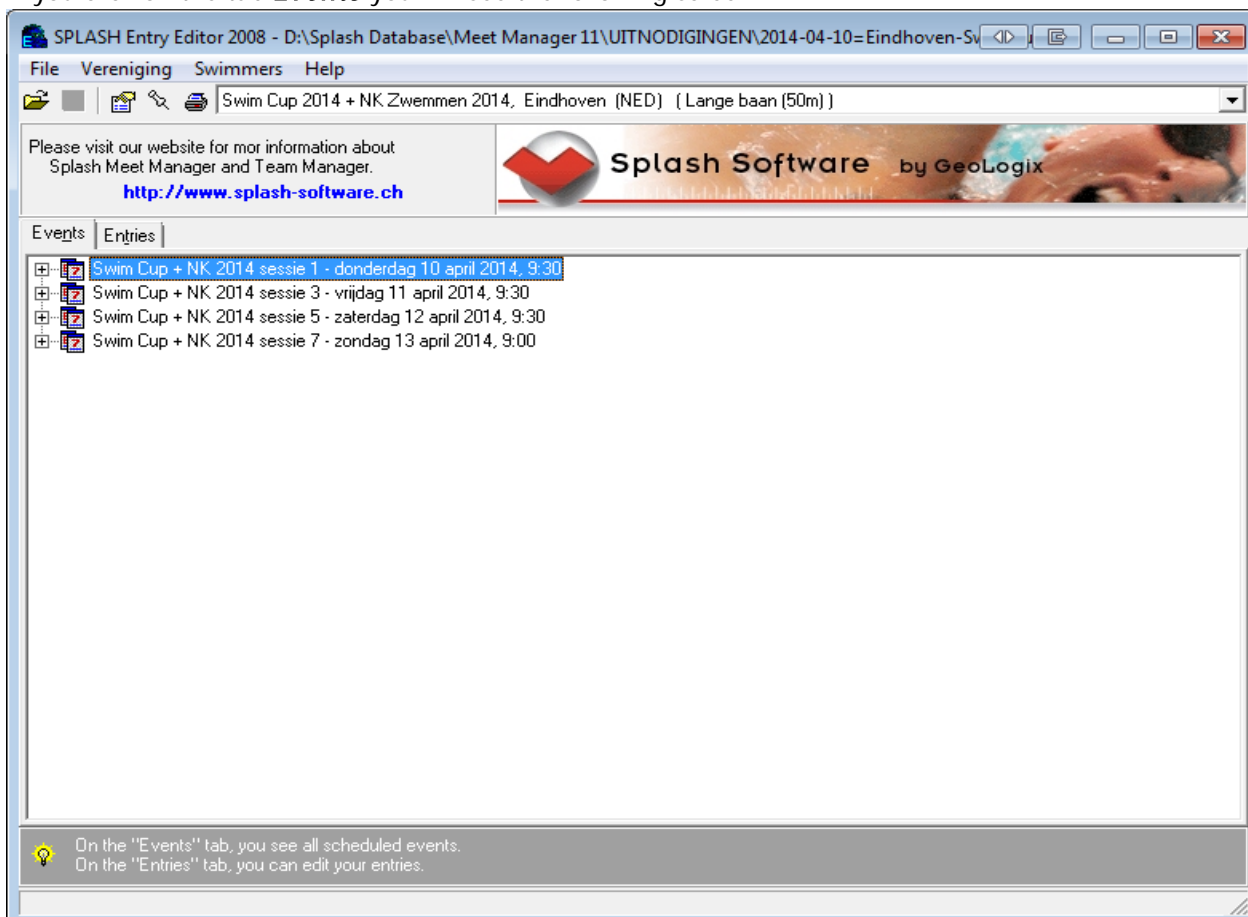 SPLASH Entry Editor 2008 - D:\Splash Database\Meet Manager 11\UITNODIGINGEN\2014-04-10=Eindhoven-Sv
File Vereniging Swimmers Help
Swim Cup 2014 + NK Zwemmen 2014, Eindhoven (NED) ( Lange baan (50m) )
Please visit our website for mor information about
Splash Meet Manager and Team Manager.
http://www.splash-software.ch
Splash Software by GeoLogix
Events Entries
Swim Cup + NK 2014 sessie 1 - donderdag 10 april 2014, 9:30
Swim Cup + NK 2014 sessie 3 - vrijdag 11 april 2014, 9:30
Swim Cup + NK 2014 sessie 5 - zaterdag 12 april 2014, 9:30
Swim Cup + NK 2014 sessie 7 - zondag 13 april 2014, 9:00
On the "Events" tab, you see all scheduled events.
On the "Entries" tab, you can edit your entries.